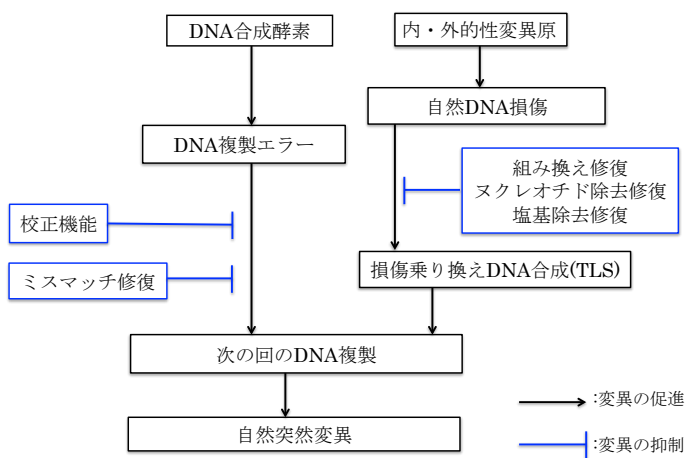 DNA合成酵素
内・外的性変異原
自然DNA損傷
DNA複製エラー
組み換え修復
ヌクレオチド除去修復
塩基除去修復
校正機能
ミスマッチ修復
損傷乗り換えDNA合成(TLS)
次の回のDNA複製
自然突然変異
:変異の促進
:変異の抑制